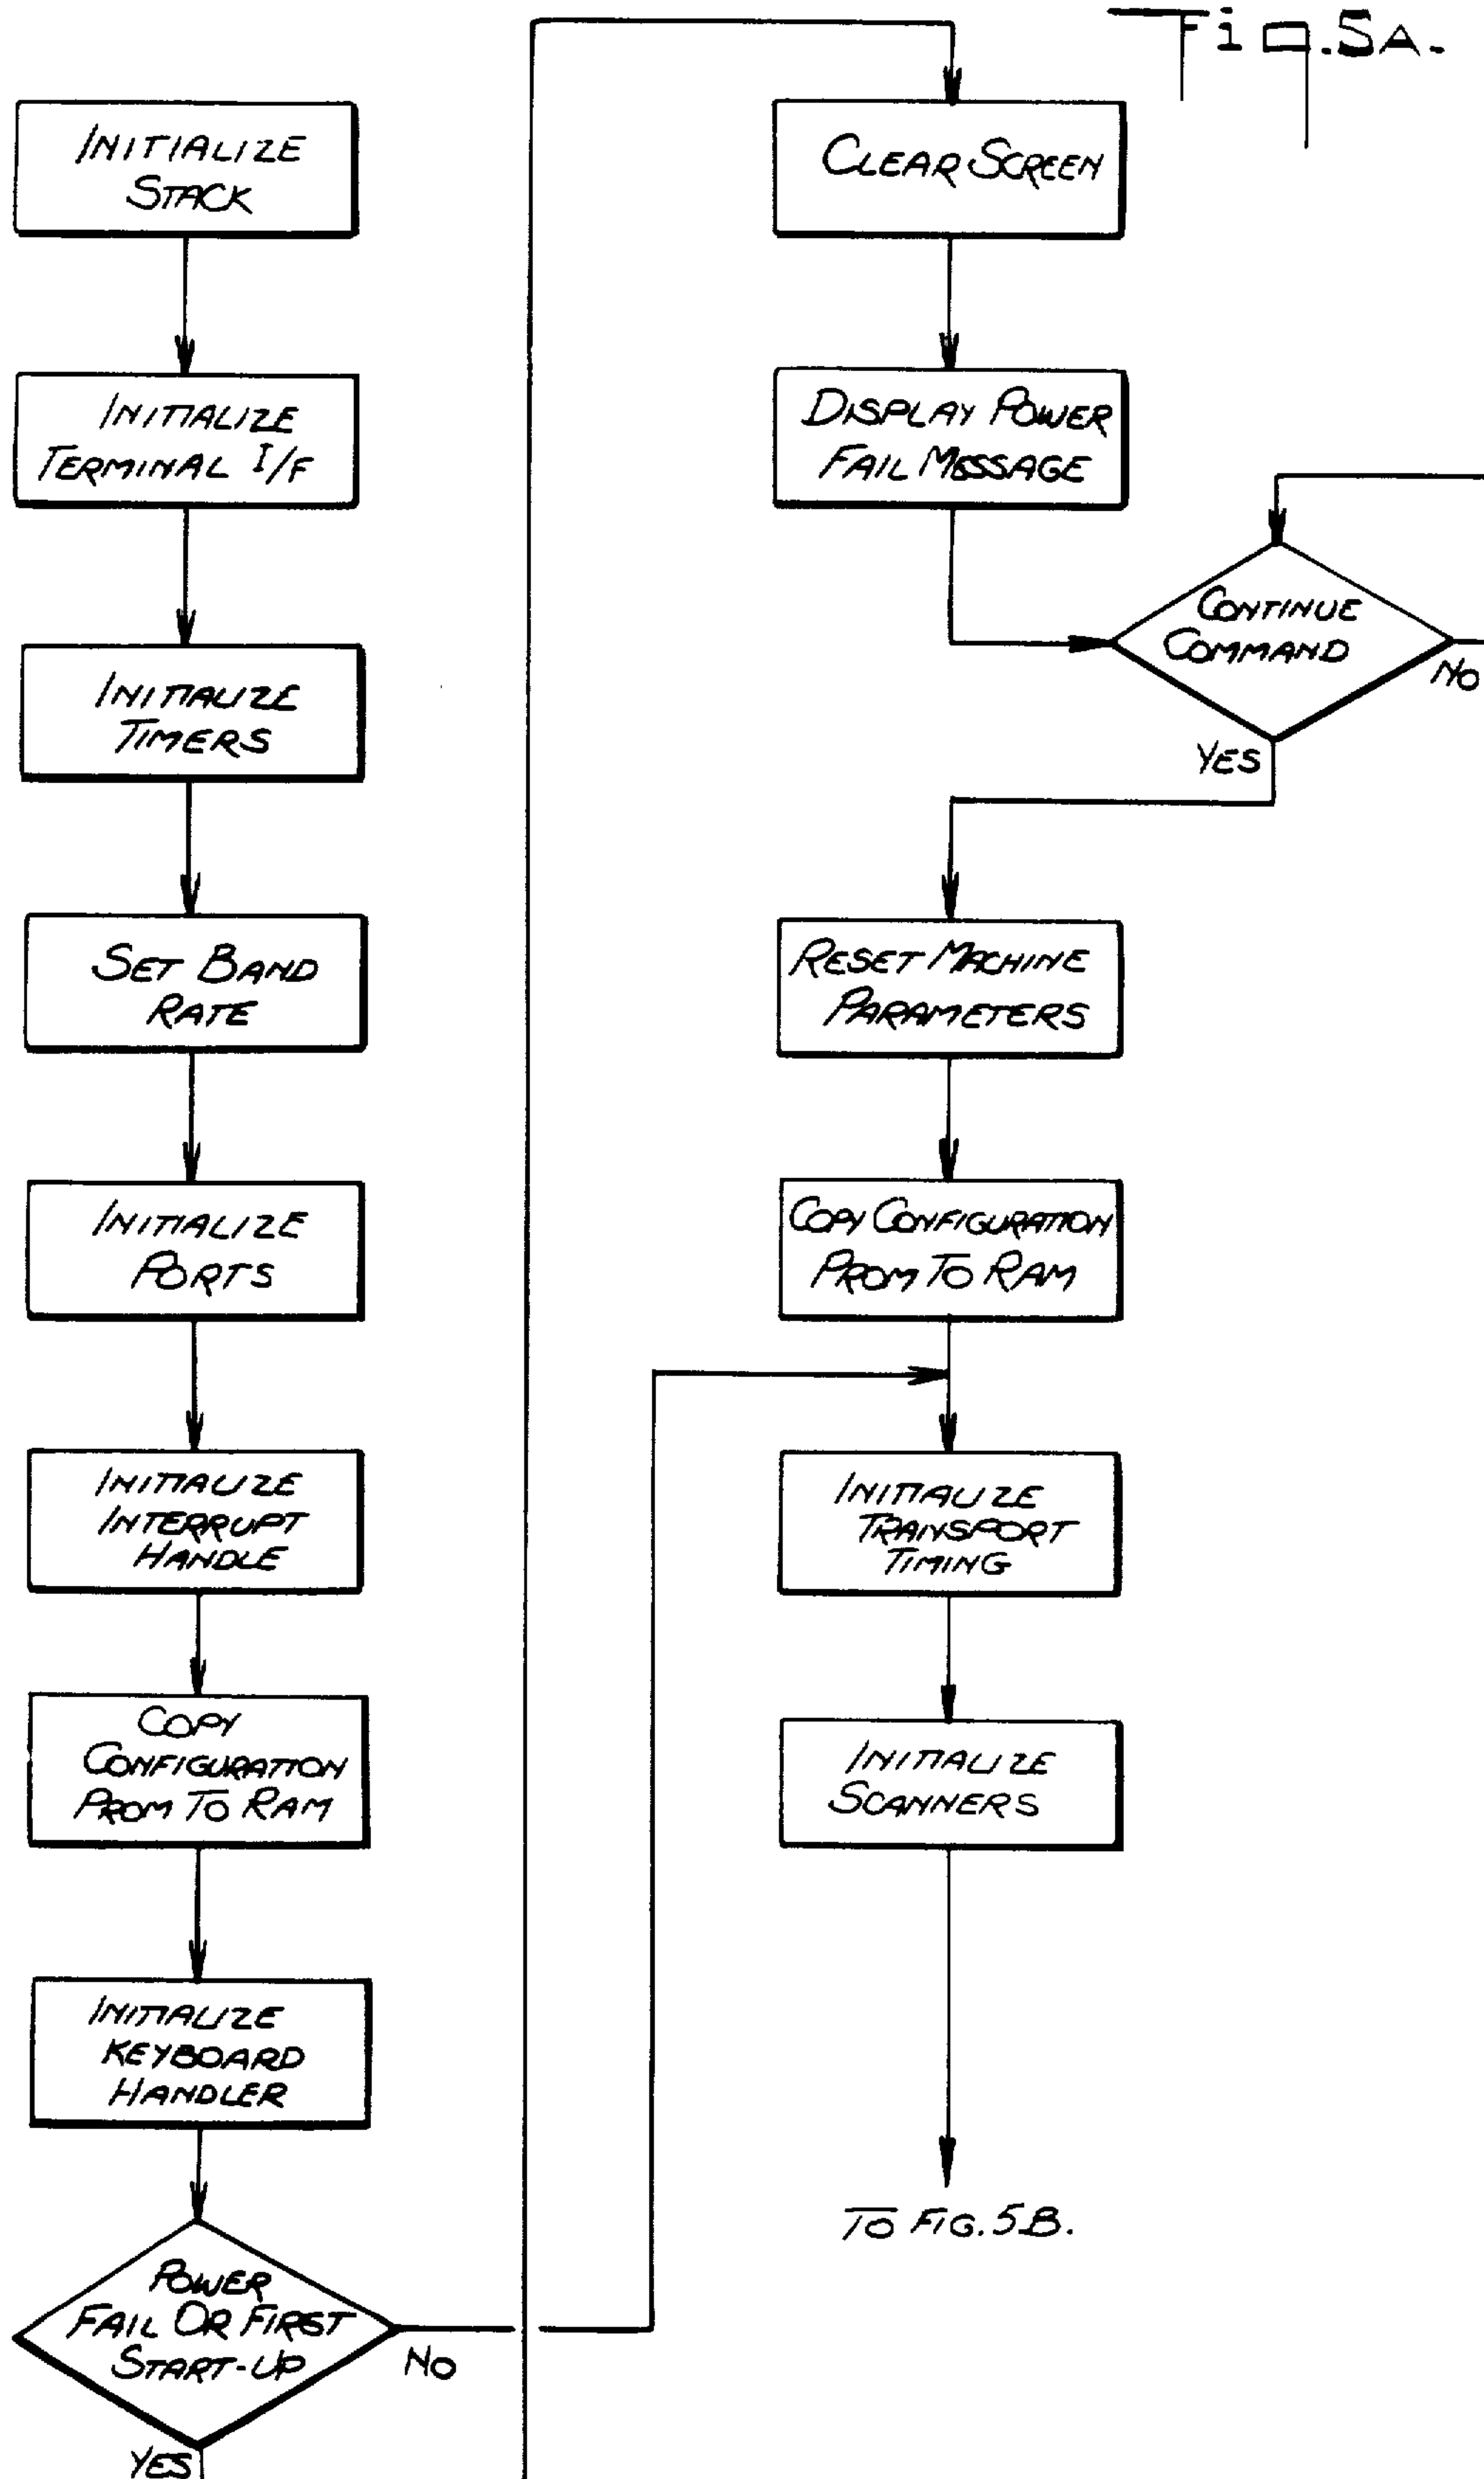 Fig. 5A.
INITIALIZE
STACK
INITIALIZE
TERMINAL I/F
INITIALIZE
TIMERS
SET BAND
RATE
INITIALIZE
PORTS
INITIALIZE
INTERRUPT
HANDLE
COPY
CONFIGURATION
PROM TO RAM
INITIALIZE
KEYBOARD
HANDLER
POWER
FAIL OR FIRST
START-UP
NO
YES
CLEAR SCREEN
DISPLAY POWER
FAIL MESSAGE
CONTINUE
COMMAND
NO
YES
RESET MACHINE
PARAMETERS
COPY CONFIGURATION
PROM TO RAM
INITIALIZE
TRANSPORT
TIMING
INITIALIZE
SCANNERS
TO FIG. 5B.